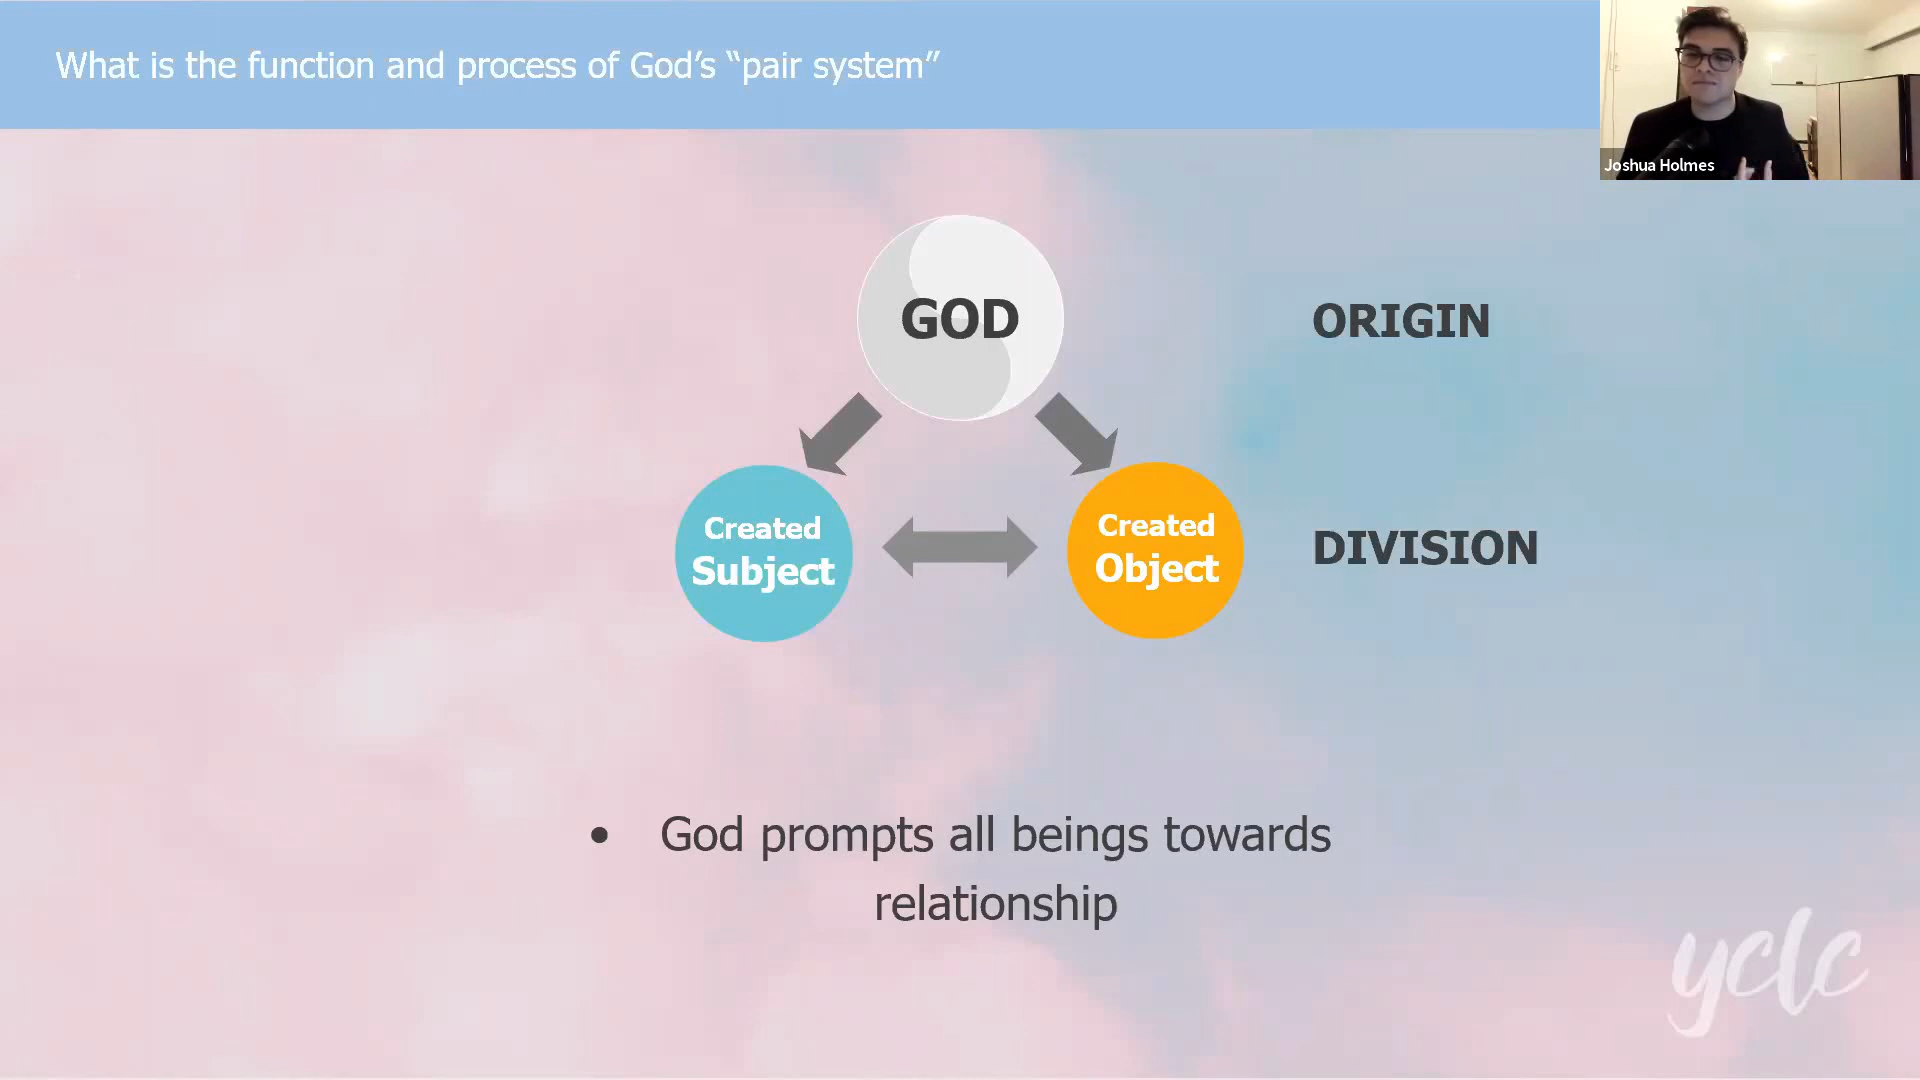 What is the function and process of God’s “pair system”
Joshua Holmes
GOD
ORIGIN
Created
Subject
Created
Object
DIVISION
• God prompts all beings towards
relationship
yclc